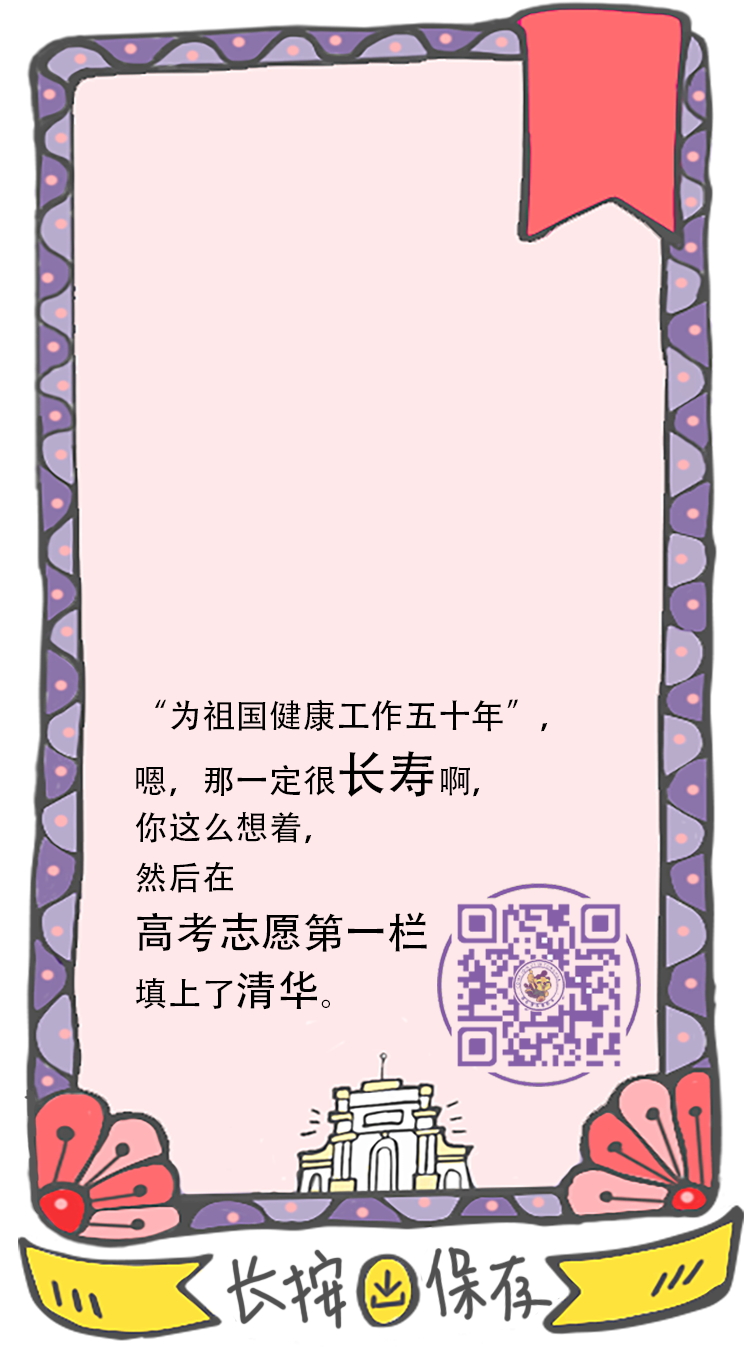 “为祖国健康工作五十年”，
嗯，那一定很长寿啊，
你这么想着，
然后在
高考志愿第一栏
填上了清华。
长按保存